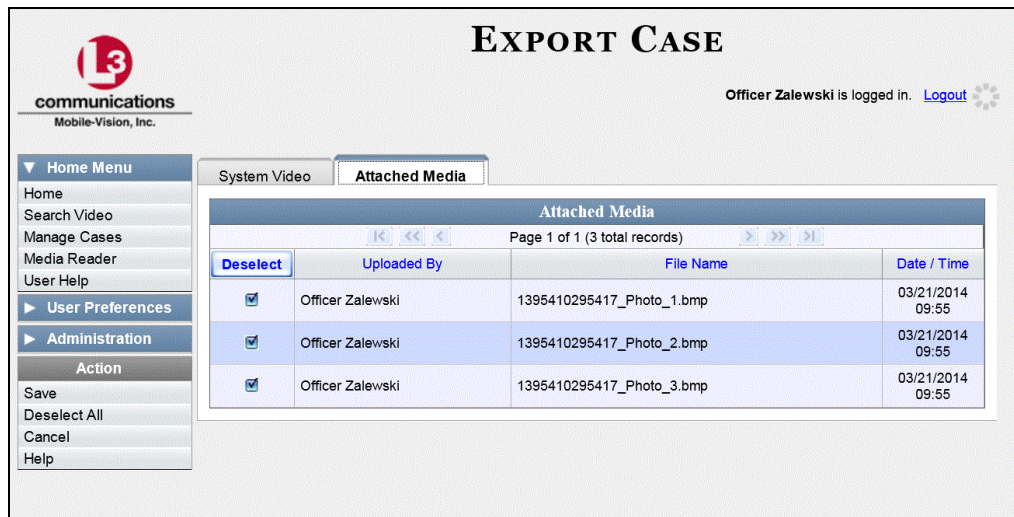 EXPORT CASE
L3
communications
Mobile-Vision, Inc.
Officer Zalewski is logged in. Logout
▼ Home Menu
Home
Search Video
Manage Cases
Media Reader
User Help
▶ User Preferences
▶ Administration
Action
Save
Deselect All
Cancel
Help
System Video
Attached Media
Attached Media
Page 1 of 1 (3 total records)
Deselect Uploaded By File Name Date / Time
Officer Zalewski 1395410295417_Photo_1.bmp 03/21/2014 09:55
Officer Zalewski 1395410295417_Photo_2.bmp 03/21/2014 09:55
Officer Zalewski 1395410295417_Photo_3.bmp 03/21/2014 09:55